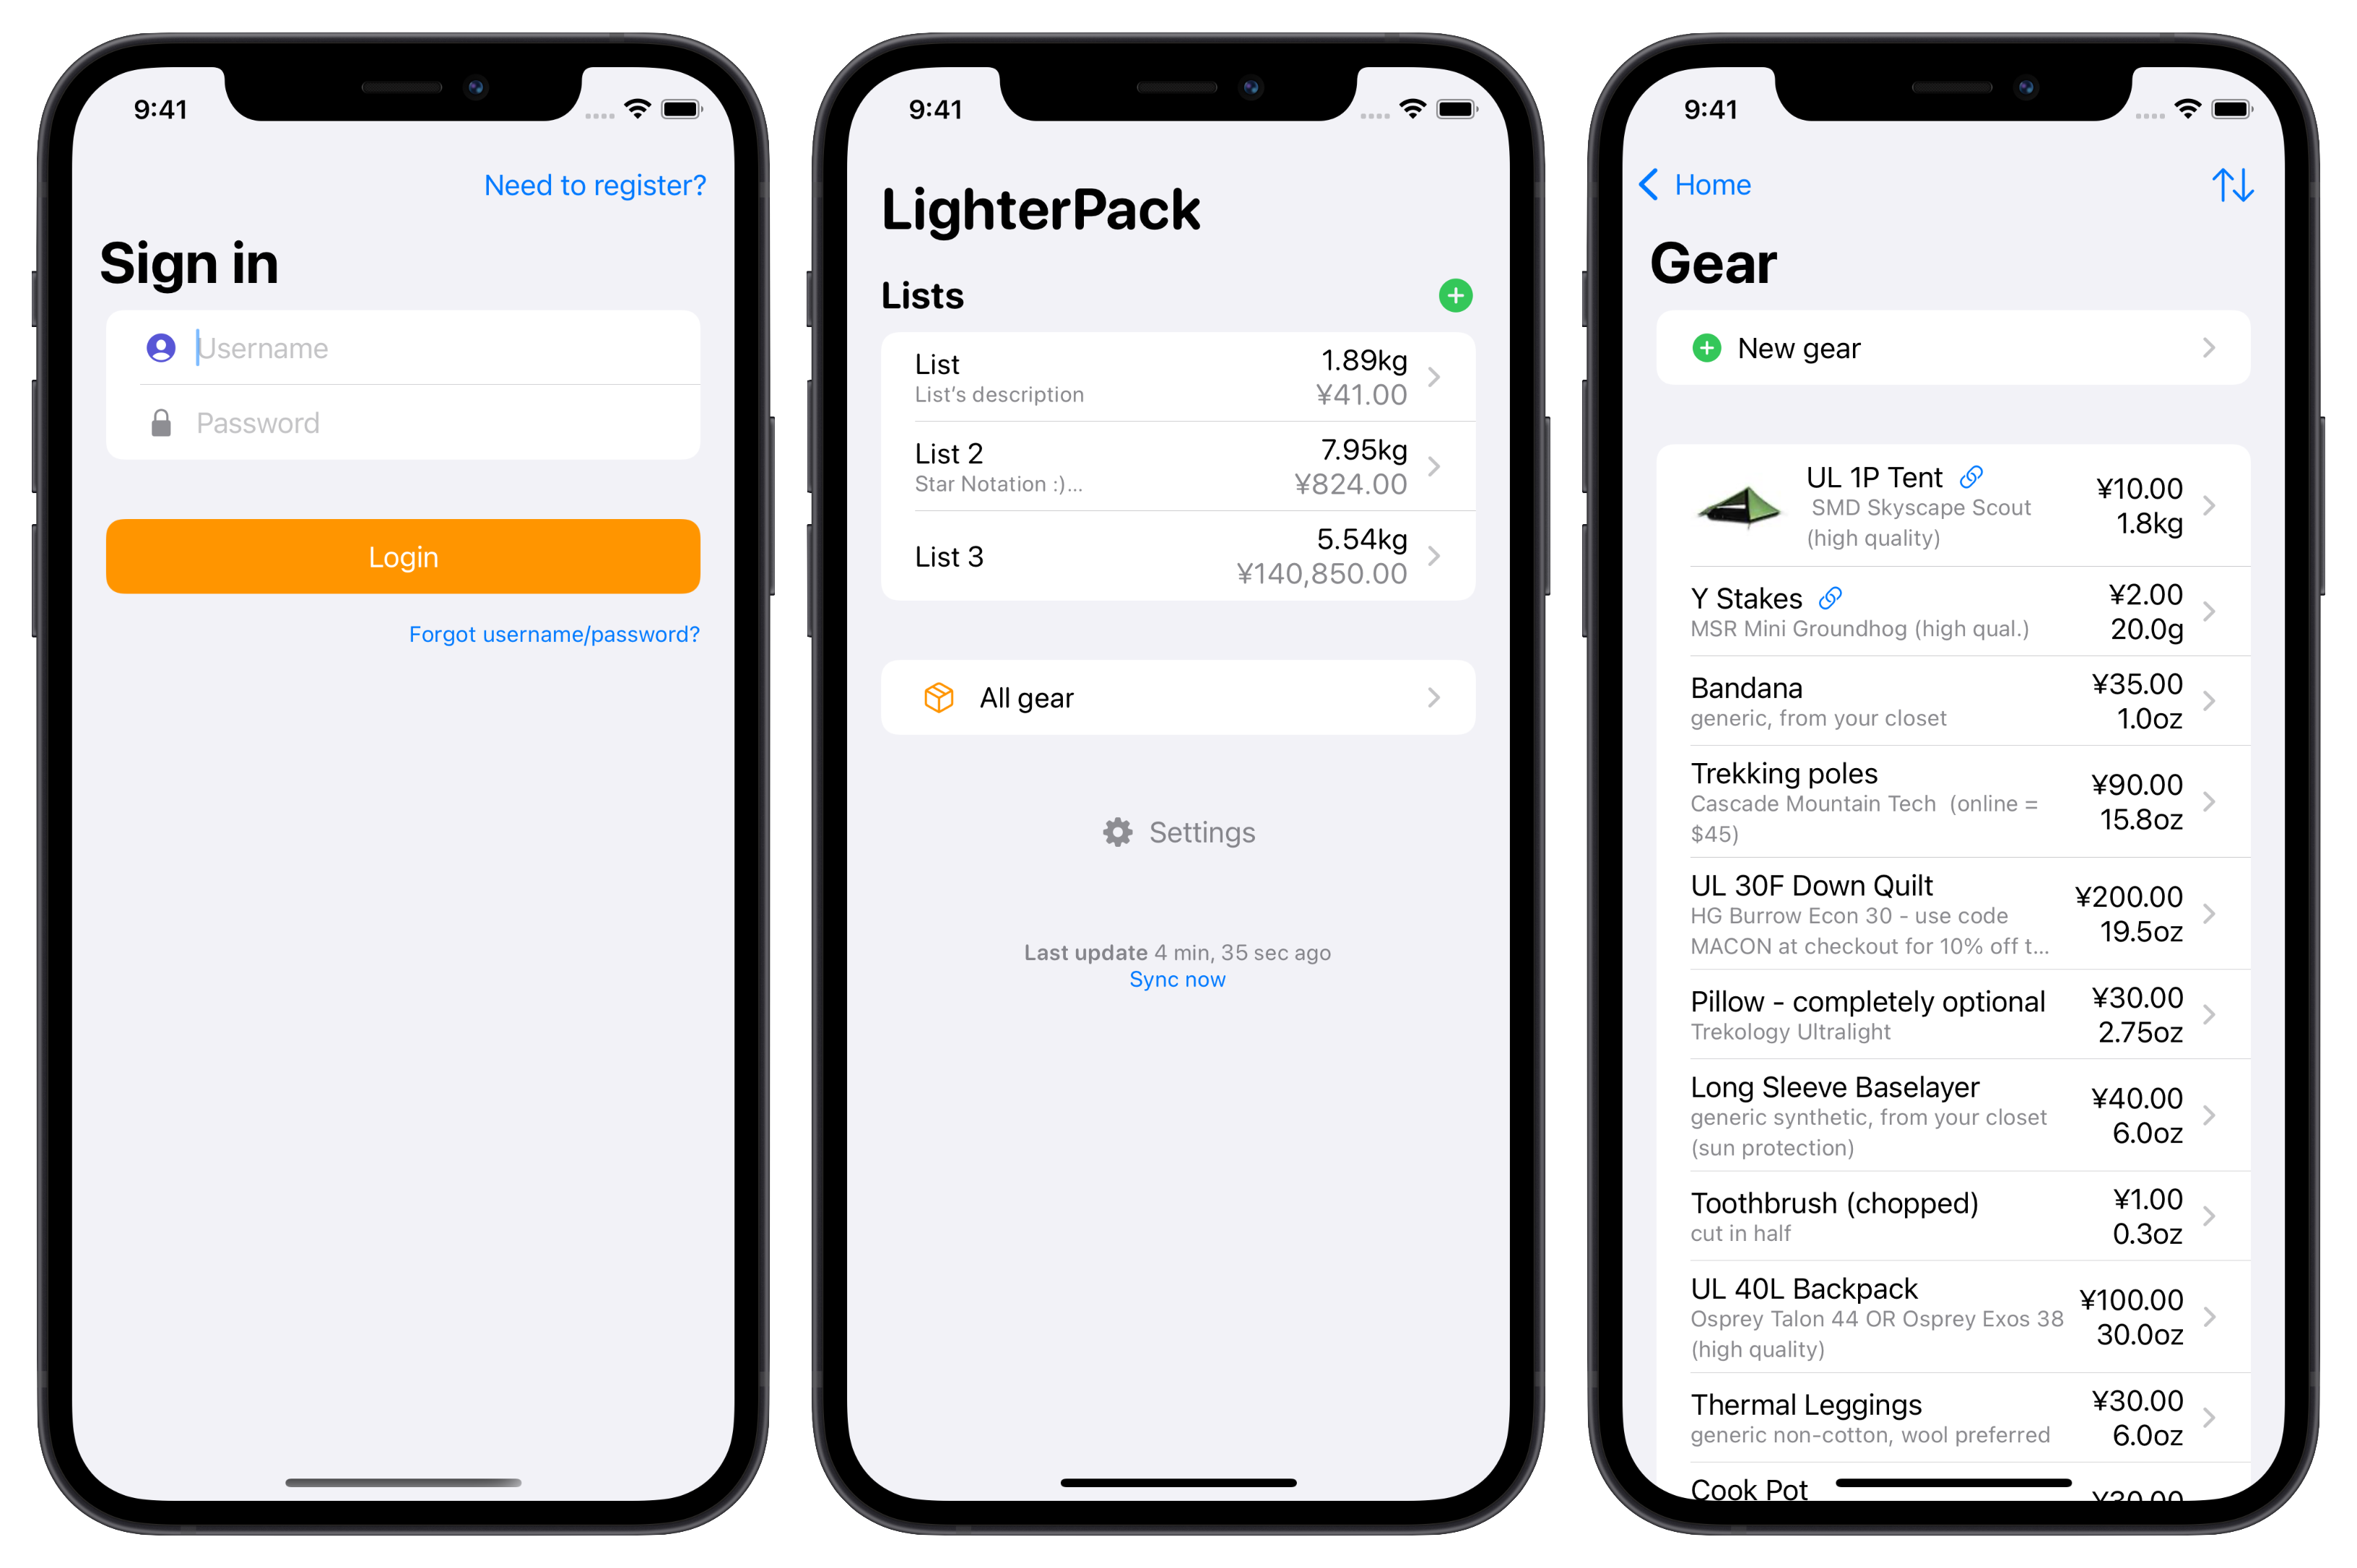 9:41
Need to register?
Sign in
Username
Password
Login
Forgot username/password?
9:41
LighterPack
Lists
List
List's description
1.89kg
¥41.00
List 2
Star Notation :)...
7.95kg
¥824.00
List 3
5.54kg
¥140,850.00
All gear
Settings
Last update 4 min, 35 sec ago
Sync now
9:41
Home
Gear
New gear
UL 1P Tent
SMD Skyscape Scout
(high quality)
¥10.00
1.8kg
Y Stakes
MSR Mini Groundhog (high qual.)
¥2.00
20.0g
Bandana
generic, from your closet
¥35.00
1.0oz
Trekking poles
Cascade Mountain Tech  (online =
$45)
¥90.00
15.8oz
UL 30F Down Quilt
HG Burrow Econ 30 - use code
MACON at checkout for 10% off t...
¥200.00
19.5oz
Pillow - completely optional
Trekology Ultralight
¥30.00
2.75oz
Long Sleeve Baselayer
generic synthetic, from your closet
(sun protection)
¥40.00
6.0oz
Toothbrush (chopped)
cut in half
¥1.00
0.3oz
UL 40L Backpack
Osprey Talon 44 OR Osprey Exos 38
(high quality)
¥100.00
30.0oz
Thermal Leggings
generic non-cotton, wool preferred
¥30.00
6.0oz
Cook Pot
¥30.00